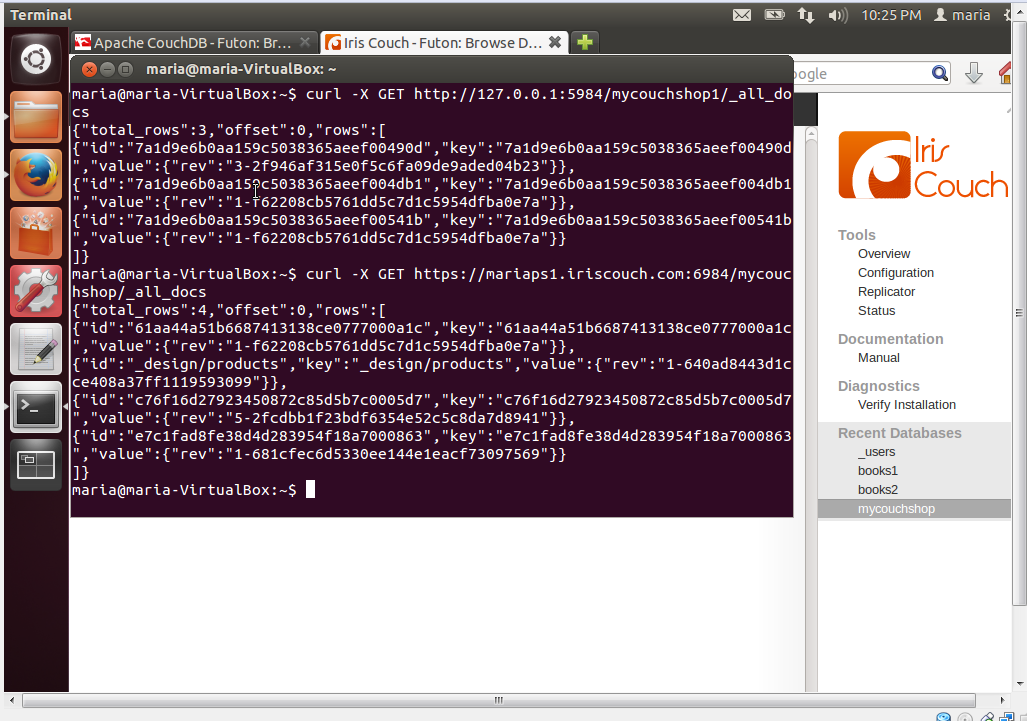 Terminal
10:25 PM
maria
Apache CouchDB - Futon: Br...
Iris Couch - Futon: Browse D...
maria@maria-VirtualBox: ~
oogle
maria@maria-VirtualBox:~$ curl -X GET http://127.0.0.1:5984/mycouchshop1/_all_do
cs
{"total_rows":3,"offset":0,"rows":[
{"id":"7a1d9e6b0aa159c5038365aeef00490d","key":"7a1d9e6b0aa159c5038365aeef00490d
","value":{"rev":"3-2f946af315e0f5c6fa09de9aded04b23"}},
{"id":"7a1d9e6b0aa159c5038365aeef004db1","key":"7a1d9e6b0aa159c5038365aeef004db1
","value":{"rev":"1-f62208cb5761dd5c7d1c5954dfba0e7a"}},
{"id":"7a1d9e6b0aa159c5038365aeef00541b","key":"7a1d9e6b0aa159c5038365aeef00541b
","value":{"rev":"1-f62208cb5761dd5c7d1c5954dfba0e7a"}}
]}
maria@maria-VirtualBox:~$ curl -X GET https://mariaps1.iriscouch.com:6984/mycouc
hshop/_all_docs
{"total_rows":4,"offset":0,"rows":[
{"id":"61aa44a51b6687413138ce0777000a1c","key":"61aa44a51b6687413138ce0777000a1c
","value":{"rev":"1-f62208cb5761dd5c7d1c5954dfba0e7a"}},
{"id":"_design/products","key":"_design/products","value":{"rev":"1-640ad8443d1c
ce408a37ff1119593099"}},
{"id":"c76f16d27923450872c85d5b7c0005d7","key":"c76f16d27923450872c85d5b7c0005d7
","value":{"rev":"5-2fcdbb1f23bdf6354e52c5c8da7d8941"}},
{"id":"e7c1fad8fe38d4d283954f18a7000863","key":"e7c1fad8fe38d4d283954f18a7000863
","value":{"rev":"1-681cfec6d5330ee144e1eacf73097569"}}
]}
maria@maria-VirtualBox:~$
Iris
Couch
Tools
Overview
Configuration
Replicator
Status
Documentation
Manual
Diagnostics
Verify Installation
Recent Databases
_users
books1
books2
mycouchshop